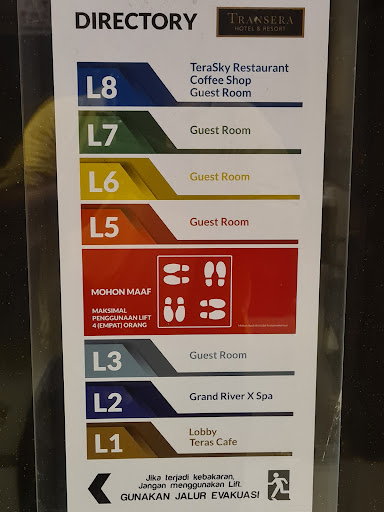 DIRECTORY
TRANSERA
HOTEL & RESORT
L8
TeraSky Restaurant
Coffee Shop
Guest Room
L7
Guest Room
L6
Guest Room
L5
Guest Room
MOHON MAAF
MAKSIMAL
PENGGUNAAN LIFT
4 (EMPAT) ORANG
L3
Guest Room
L2
Grand River X Spa
L1
Lobby
Teras Cafe
Jika terjadi kebakaran,
Jangan menggunakan Lift.
GUNAKAN JALUR EVAKUASI